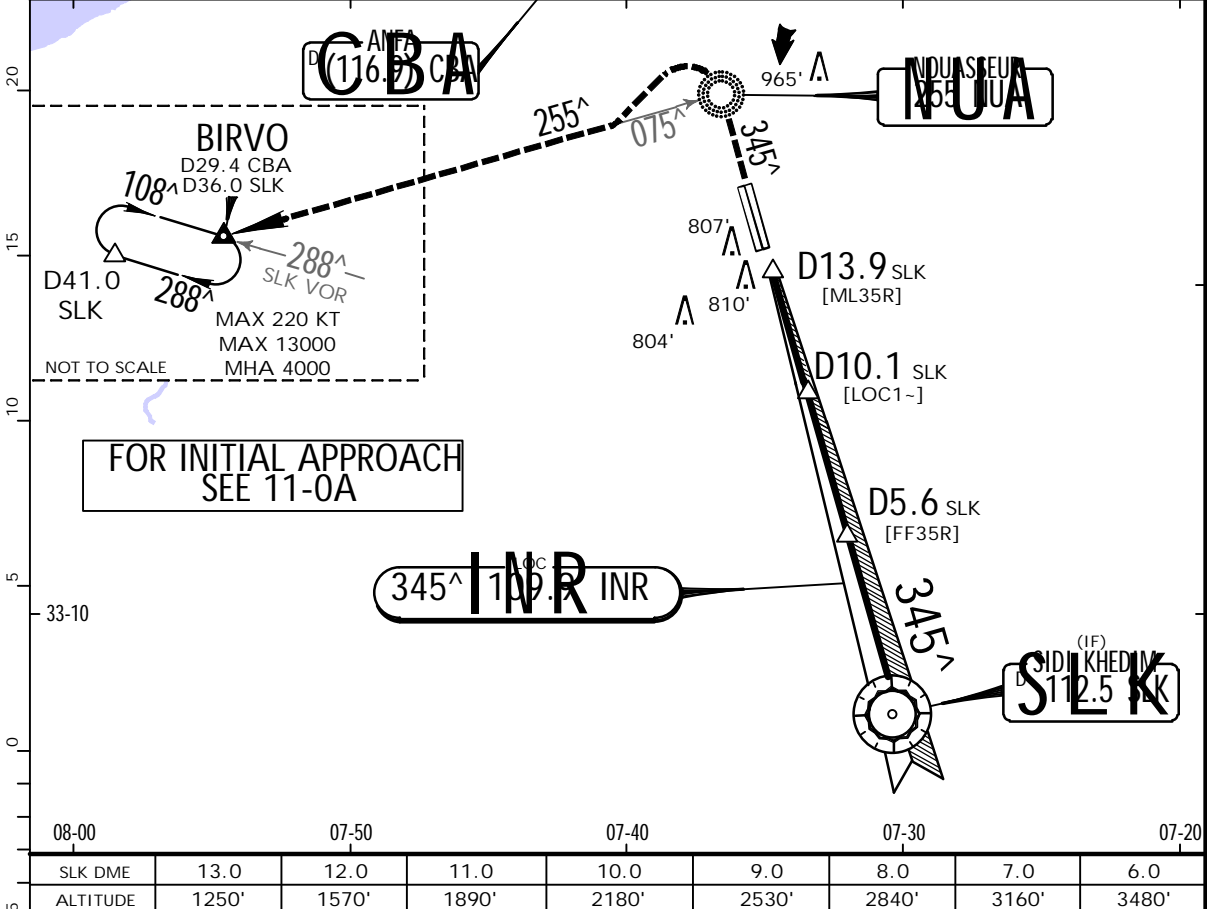 ANFA
CBA
D (116.9) CBA
965'
NOUASSEUR
NUA
255 NUA
20
BIRVO
D29.4 CBA
D36.0 SLK
255^
075^
345^
108^
288^
SLK VOR
D41.0
SLK
288^
MAX 220 KT
MAX 13000
MHA 4000
NOT TO SCALE
15
807'
810'
804'
D13.9 SLK
[ML35R]
D10.1 SLK
[LOC1~]
10
FOR INITIAL APPROACH
SEE 11-0A
D5.6 SLK
[FF35R]
LOC
INR
345^ 109.9 INR
5
33-10
345^
(IF)
SIDI KHEDIM
SLK
D 112.5 SLK
0
08-00 07-50 07-40 07-30 07-20
SLK DME 13.0 12.0 11.0 10.0 9.0 8.0 7.0 6.0
ALTITUDE 1250' 1570' 1890' 2180' 2530' 2840' 3160' 3480'
5